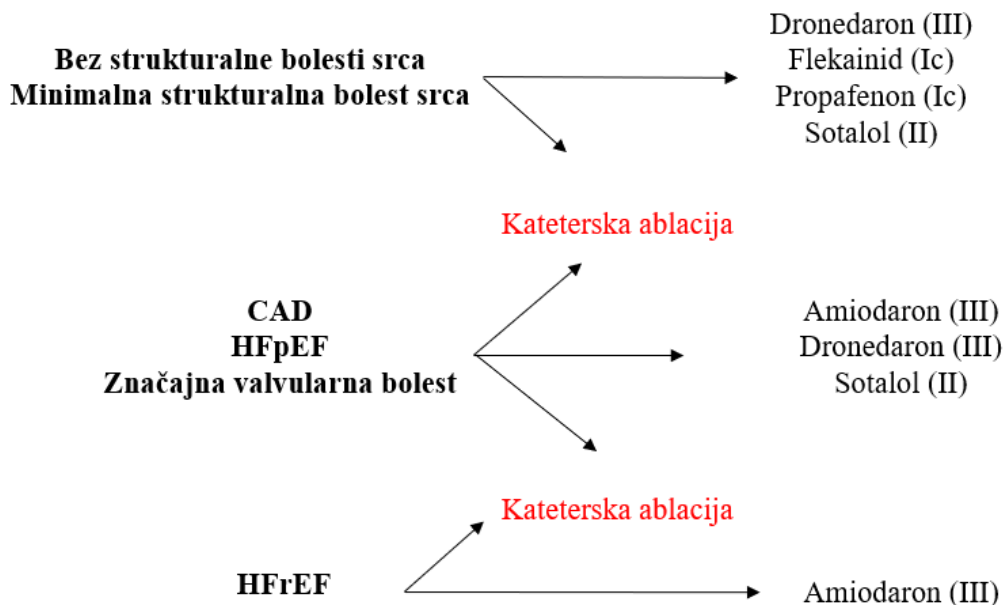 Bez strukturalne bolesti srca
Minimalna strukturalna bolest srca
Dronedaron (III)
Flekainid (Ic)
Propafenon (Ic)
Sotalol (II)
Kateterska ablacija
CAD
HFpEF
Značajna valvularna bolest
Amiodaron (III)
Dronedaron (III)
Sotalol (II)
Kateterska ablacija
HFrEF
Amiodaron (III)